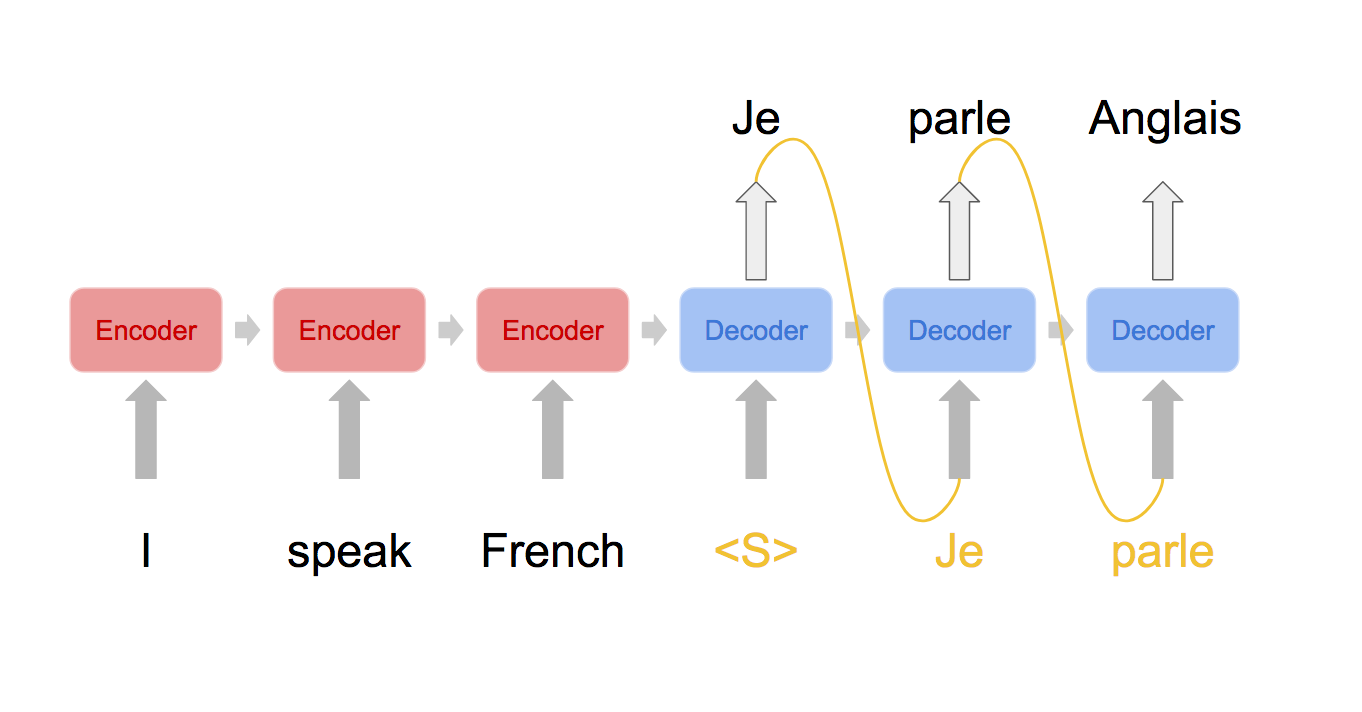 Je parle Anglais
Encoder Encoder Encoder Decoder Decoder Decoder
I speak French <S> Je parle